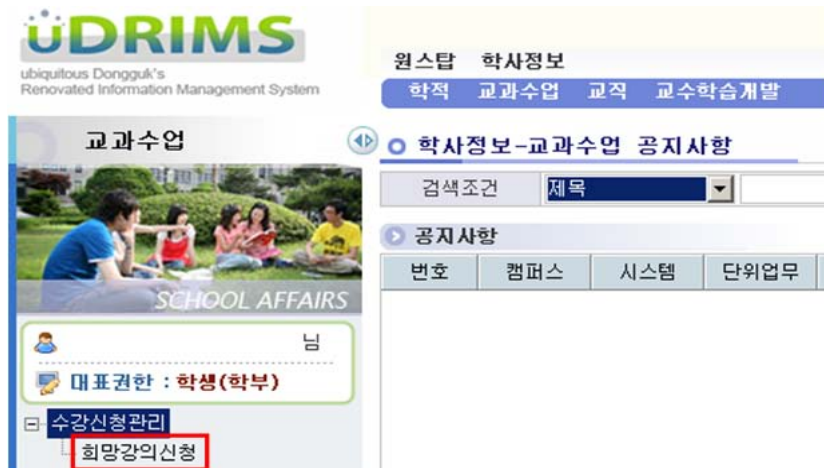 üDRIMS
ubiquitous Dongguk's
Renovated Information Management System
원스탑 학사정보
학적 교과수업 교직 교수학습개발
교과수업
학사정보-교과수업 공지사항
검색조건 제목
공지사항
번호 캠퍼스 시스템 단위업무
SCHOOL AFFAIRS
님
대표권한 : 학생(학부)
수강신청관리
희망강의신청